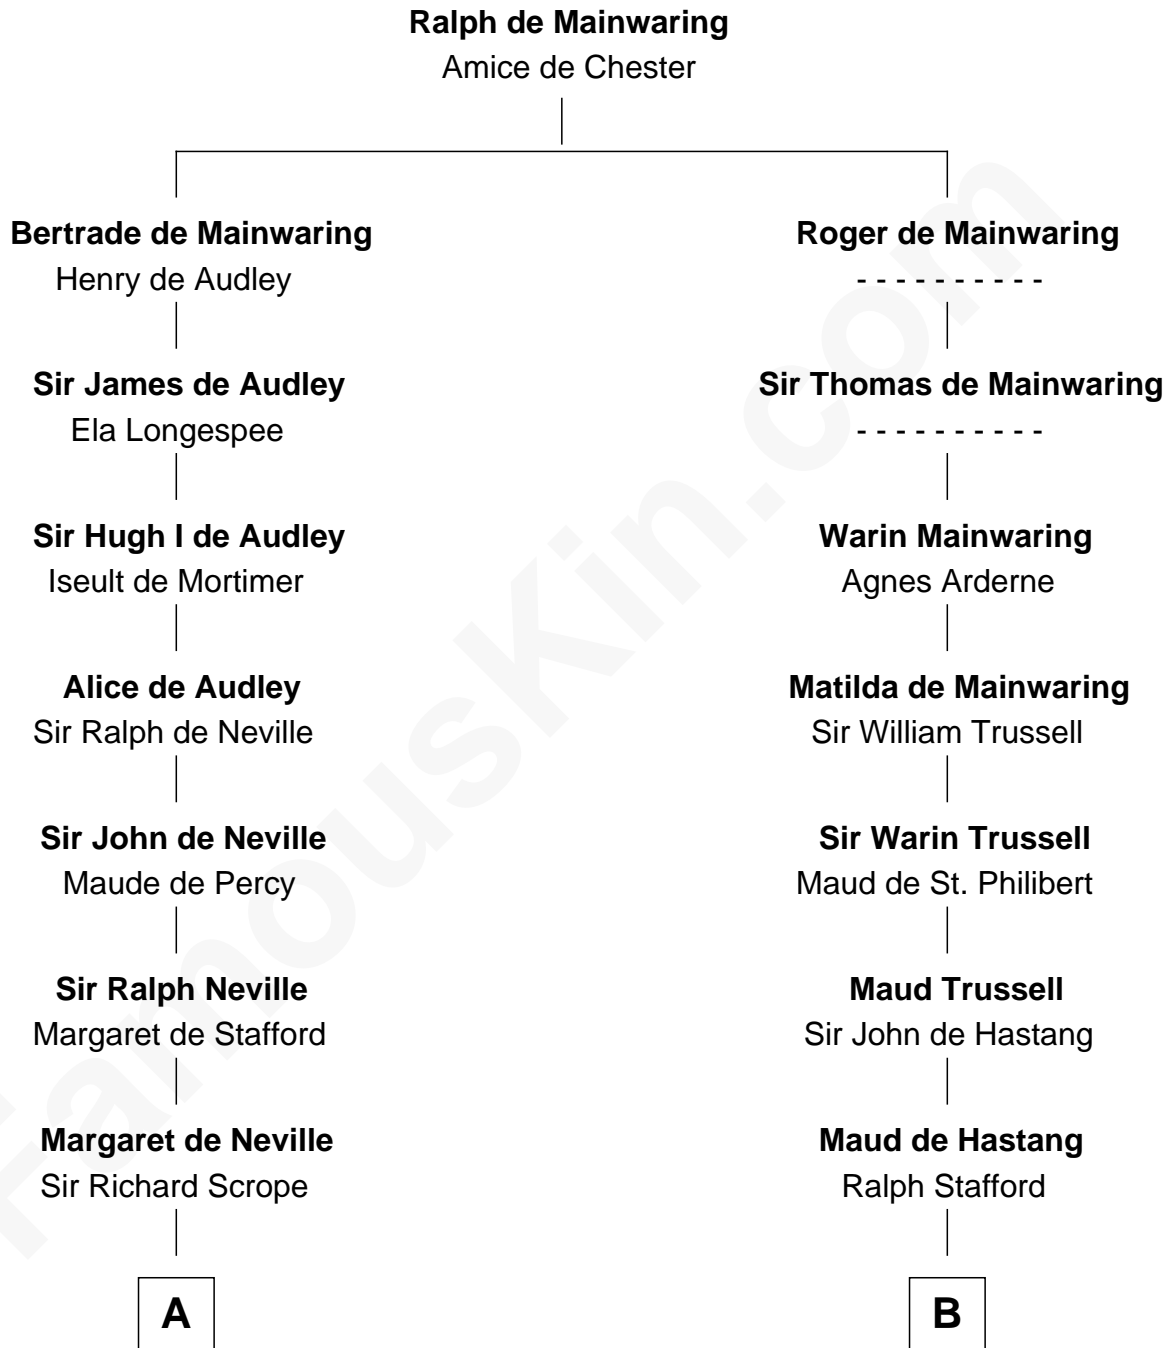 Ralph de Mainwaring
Amice de Chester
Bertrade de Mainwaring
Henry de Audley
Roger de Mainwaring
- - - - - - - - - -
Sir James de Audley
Ela Longespee
Sir Thomas de Mainwaring
- - - - - - - - - -
Sir Hugh I de Audley
Iseult de Mortimer
Warin Mainwaring
Agnes Arderne
Alice de Audley
Sir Ralph de Neville
Matilda de Mainwaring
Sir William Trussell
Sir John de Neville
Maude de Percy
Sir Warin Trussell
Maud de St. Philibert
Sir Ralph Neville
Margaret de Stafford
Maud Trussell
Sir John de Hastang
Margaret de Neville
Sir Richard Scrope
Maud de Hastang
Ralph Stafford
A
B
FamousKin.com